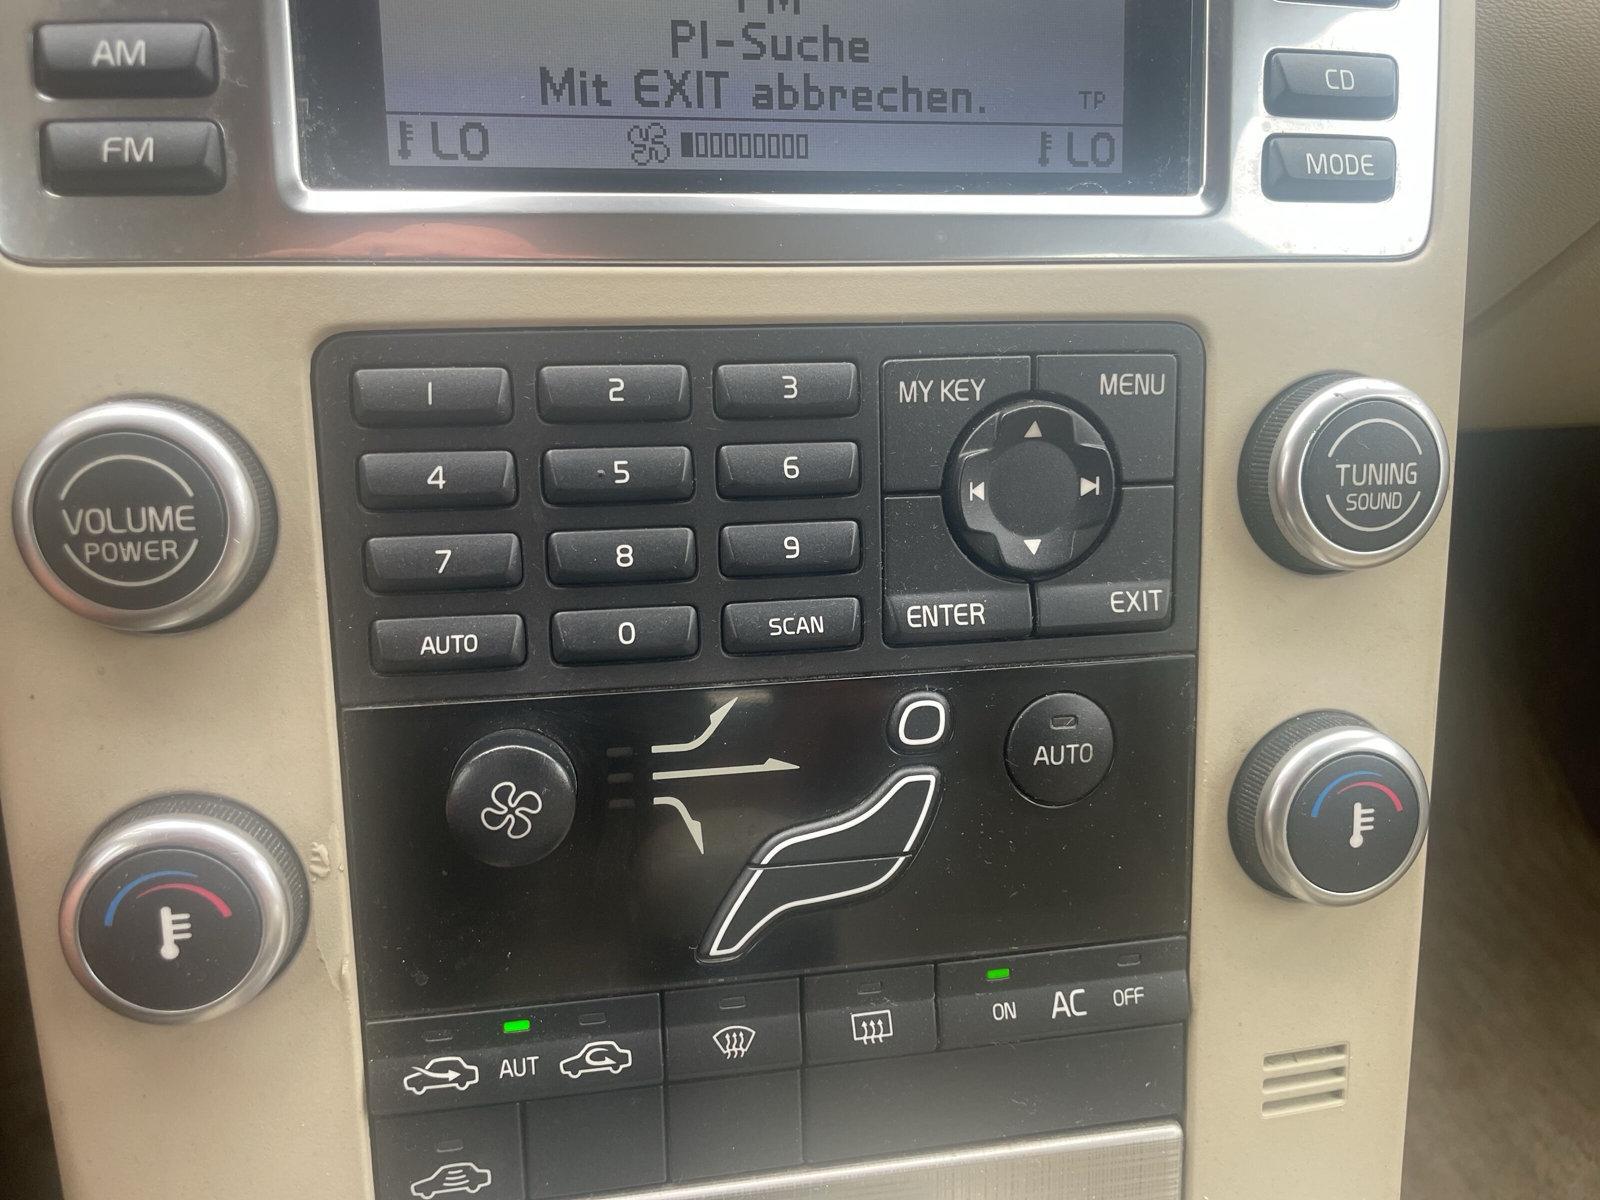 FM
PI-Suche
Mit EXIT abbrechen.
TP
LO
LO
AM
FM
CD
MODE
1
2
3
4
5
6
7
8
9
AUTO
0
SCAN
MY KEY
MENU
ENTER
EXIT
VOLUME
POWER
TUNING
SOUND
AUTO
AUT
ON
AC
OFF